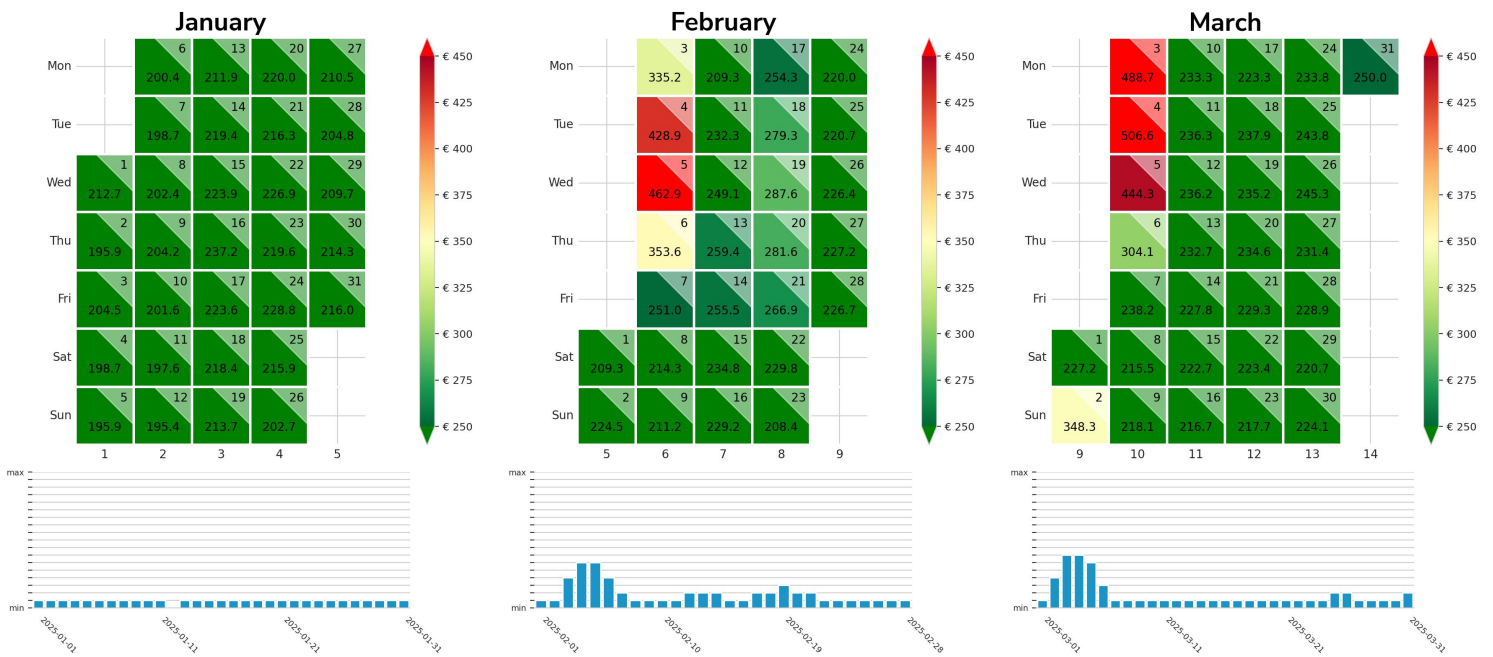 January
Mon 6 13 20 27
200.4 211.9 220.0 210.5
Tue 7 14 21 28
198.7 219.4 216.3 204.8
Wed 1 8 15 22 29
212.7 202.4 223.9 226.9 209.7
Thu 2 9 16 23 30
195.9 204.2 237.2 219.6 214.3
Fri 3 10 17 24 31
204.5 201.6 223.6 228.8 216.0
Sat 4 11 18 25
198.7 197.6 218.4 215.9
Sun 5 12 19 26
195.9 195.4 213.7 202.7
1 2 3 4 5
€ 450
€ 425
€ 400
€ 375
€ 350
€ 325
€ 300
€ 275
€ 250
max
min
2025-01-01 2025-01-11 2025-01-21 2025-01-31
February
Mon 3 10 17 24
335.2 209.3 254.3 220.0
Tue 4 11 18 25
428.9 232.3 279.3 220.7
Wed 5 12 19 26
462.9 249.1 287.6 226.4
Thu 6 13 20 27
353.6 259.4 281.6 227.2
Fri 7 14 21 28
251.0 255.5 266.9 226.7
Sat 1 8 15 22
209.3 214.3 234.8 229.8
Sun 2 9 16 23
224.5 211.2 229.2 208.4
5 6 7 8 9
€ 450
€ 425
€ 400
€ 375
€ 350
€ 325
€ 300
€ 275
€ 250
max
min
2025-02-01 2025-02-10 2025-02-19 2025-02-28
March
Mon 3 10 17 24 31
488.7 233.3 223.3 233.8 250.0
Tue 4 11 18 25
506.6 236.3 237.9 243.8
Wed 5 12 19 26
444.3 236.2 235.2 245.3
Thu 6 13 20 27
304.1 232.7 234.6 231.4
Fri 7 14 21 28
238.2 227.8 229.3 228.9
Sat 1 8 15 22 29
227.2 215.5 222.7 223.4 220.7
Sun 2 9 16 23 30
348.3 218.1 216.7 217.7 224.1
9 10 11 12 13 14
€ 450
€ 425
€ 400
€ 375
€ 350
€ 325
€ 300
€ 275
€ 250
max
min
2025-03-01 2025-03-11 2025-03-21 2025-03-31